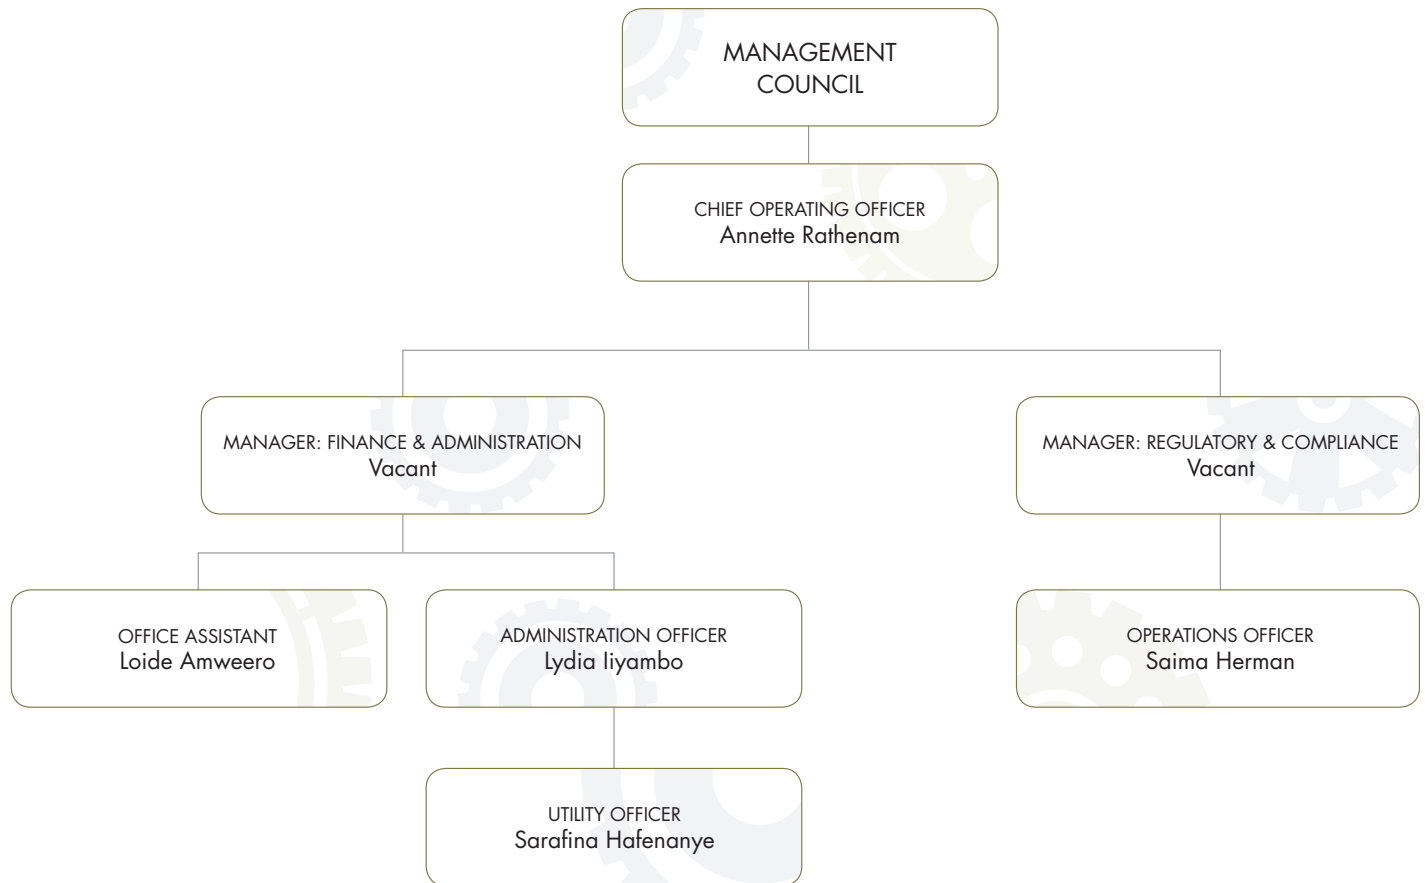 MANAGEMENT
COUNCIL
CHIEF OPERATING OFFICER
Annette Rathenam
MANAGER: FINANCE & ADMINISTRATION
Vacant
MANAGER: REGULATORY & COMPLIANCE
Vacant
OFFICE ASSISTANT
Loide Amweero
ADMINISTRATION OFFICER
Lydia Iiyambo
OPERATIONS OFFICER
Saima Herman
UTILITY OFFICER
Sarafina Hafenanye